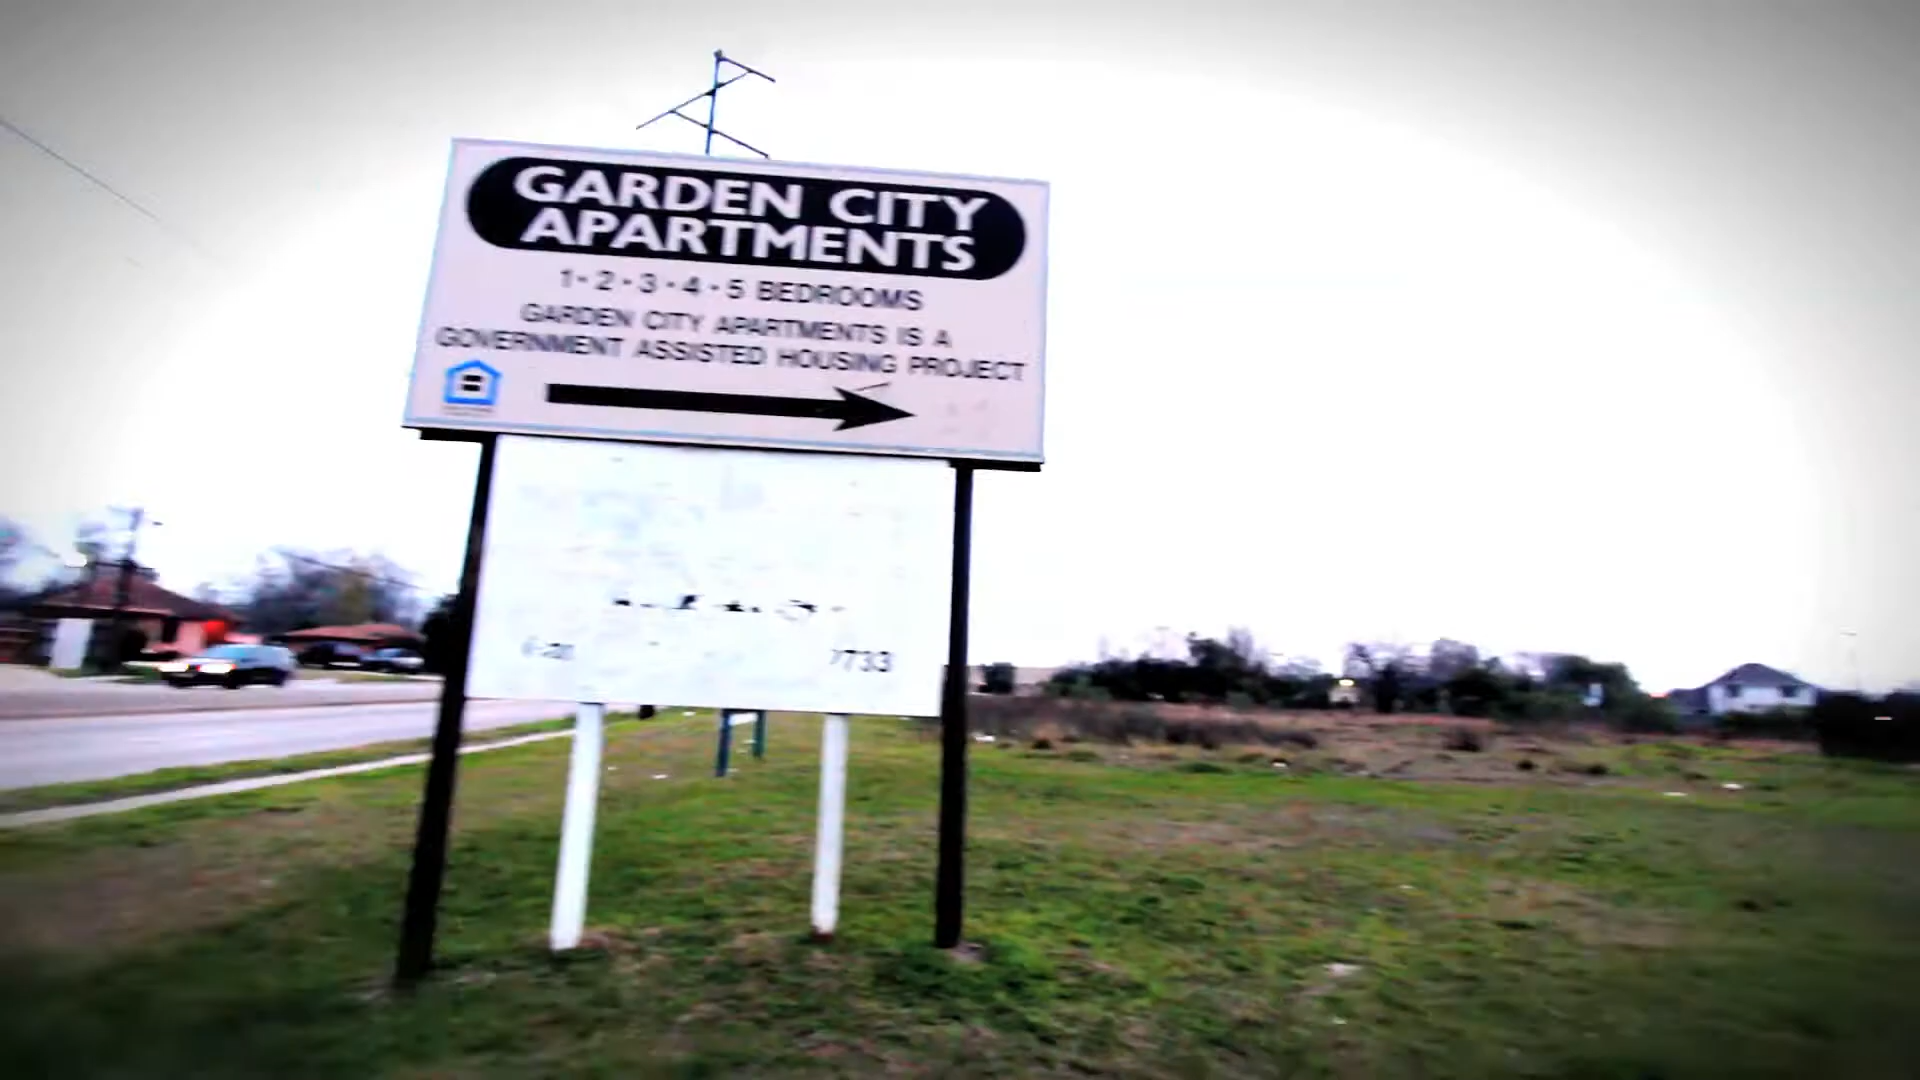 GARDEN CITY
APARTMENTS
1 - 2 - 3 - 4 - 5 BEDROOMS
GARDEN CITY APARTMENTS IS A
GOVERNMENT ASSISTED HOUSING PROJECT
7733